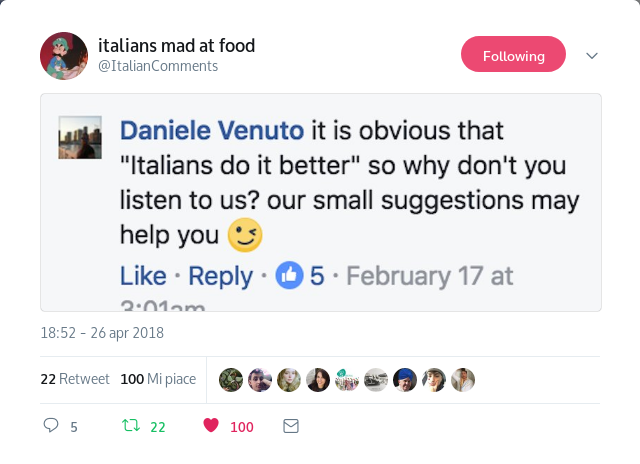 italians mad at food
@ItalianComments
Following
Daniele Venuto it is obvious that
"Italians do it better" so why don't you
listen to us? our small suggestions may
help you 😉
Like · Reply · 5 · February 17 at
3:01am
18:52 - 26 apr 2018
22 Retweet 100 Mi piace
5 22 100